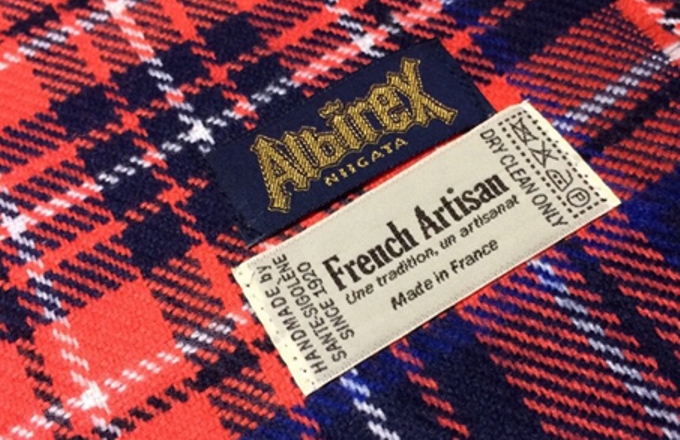 Albirex
NIIGATA
HANDMADE, by
SANTE-SIGOLENE
SINCE 1920
French Artisan
Une tradition, un artisanat
Made in France
DRY CLEAN ONLY
P